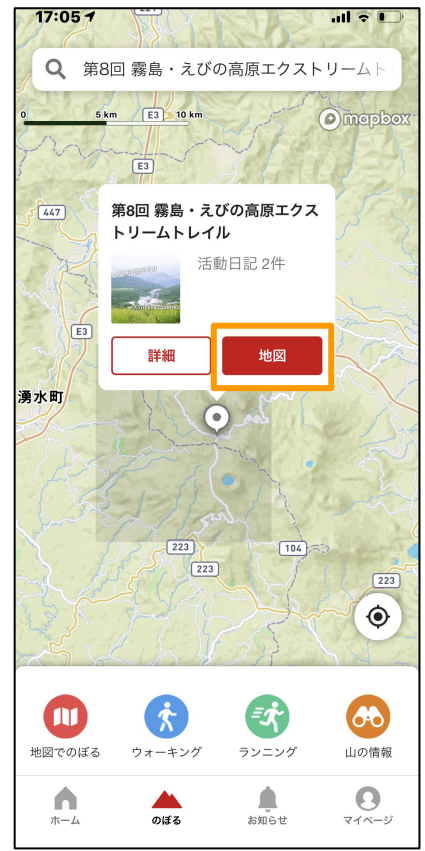 17:05
第8回 霧島・えびの高原エクストリームト
0 5 km 10 km
E3
mapbox
E3
447
第8回 霧島・えびの高原エクス
トリームトレイル
活動日記 2件
E3
詳細
地図
湧水町
223
104
223
223
地図でのぼる
ウォーキング
ランニング
山の情報
ホーム
のぼる
お知らせ
マイページ